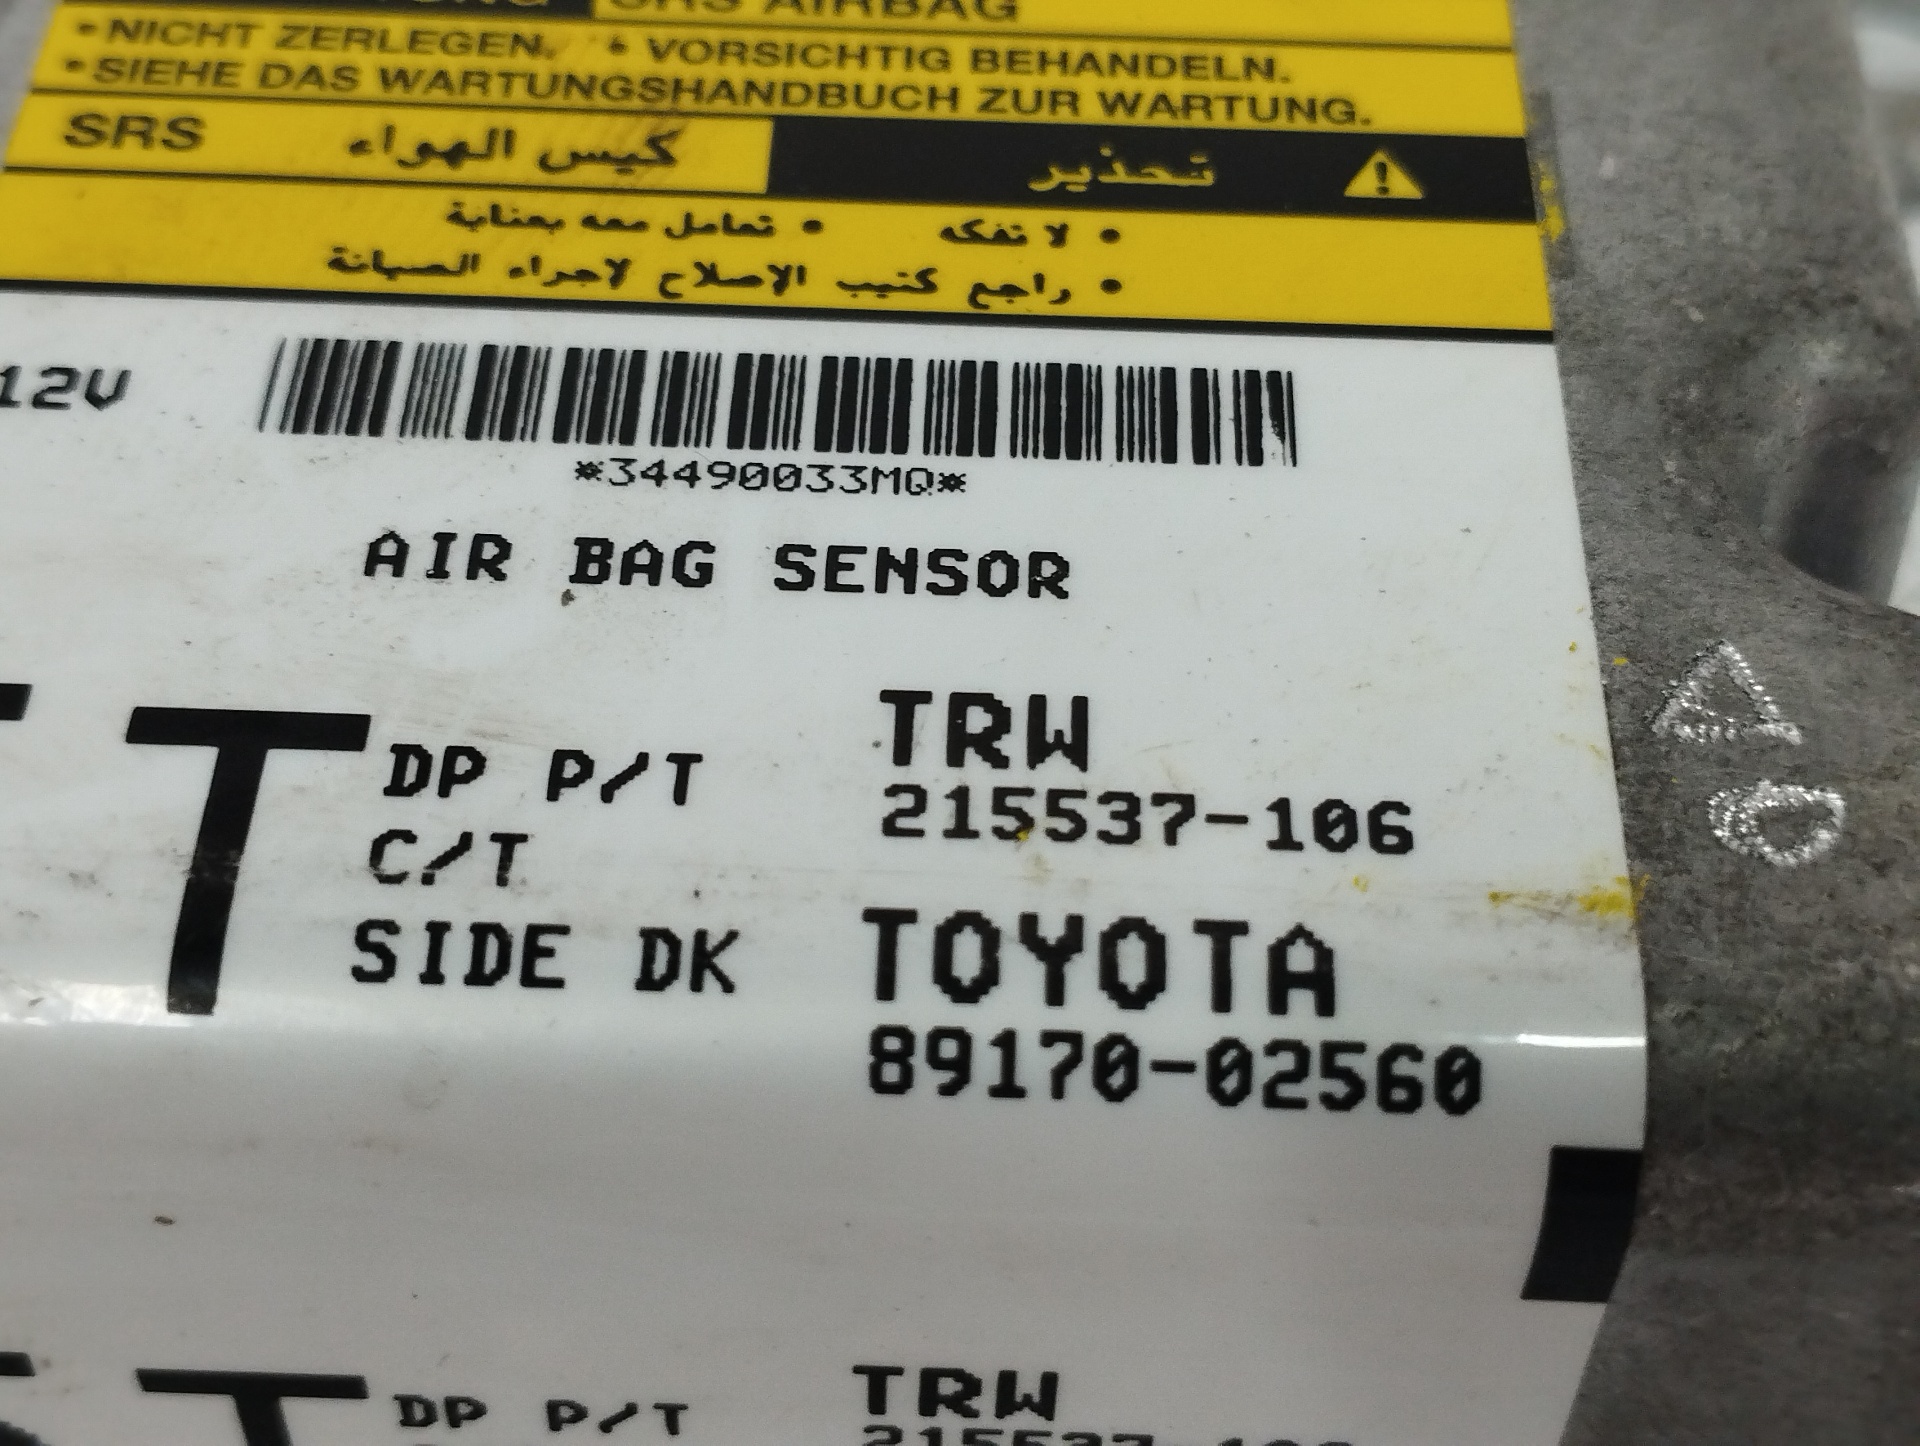 SRS AIRBAG
•NICHT ZERLEGEN. • VORSICHTIG BEHANDELN.
•SIEHE DAS WARTUNGSHANDBUCH ZUR WARTUNG.
تحذير كيس الهواء SRS
• لا تفكه • تعامل معه بعناية
• راجع كتيب الإصلاح لاجراء الصيانة
12V
*34490033MQ*
AIR BAG SENSOR
T DP P/T TRW
C/T 215537-106
SIDE DK TOYOTA
89170-02560
T DP P/T TRW